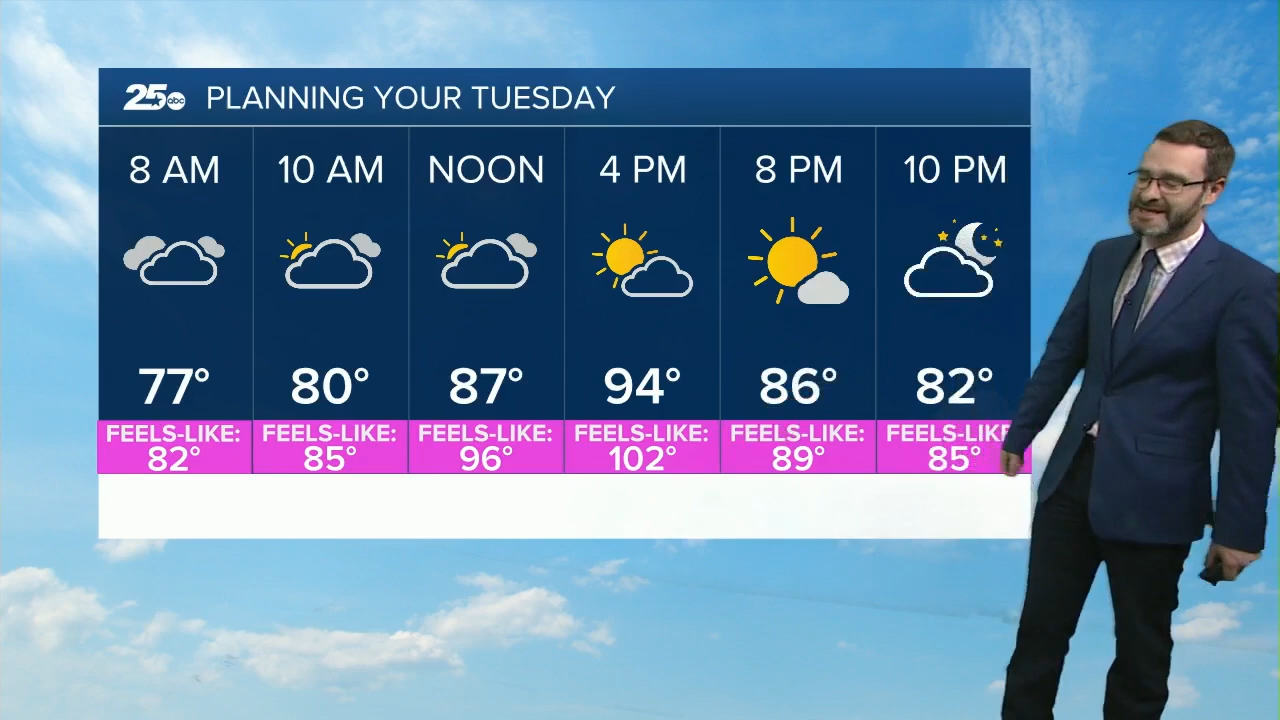 25 abc PLANNING YOUR TUESDAY
8 AM 10 AM NOON 4 PM 8 PM 10 PM
77° 80° 87° 94° 86° 82°
FEELS-LIKE: FEELS-LIKE: FEELS-LIKE: FEELS-LIKE: FEELS-LIKE: FEELS-LIK
82° 85° 96° 102° 89° 85°